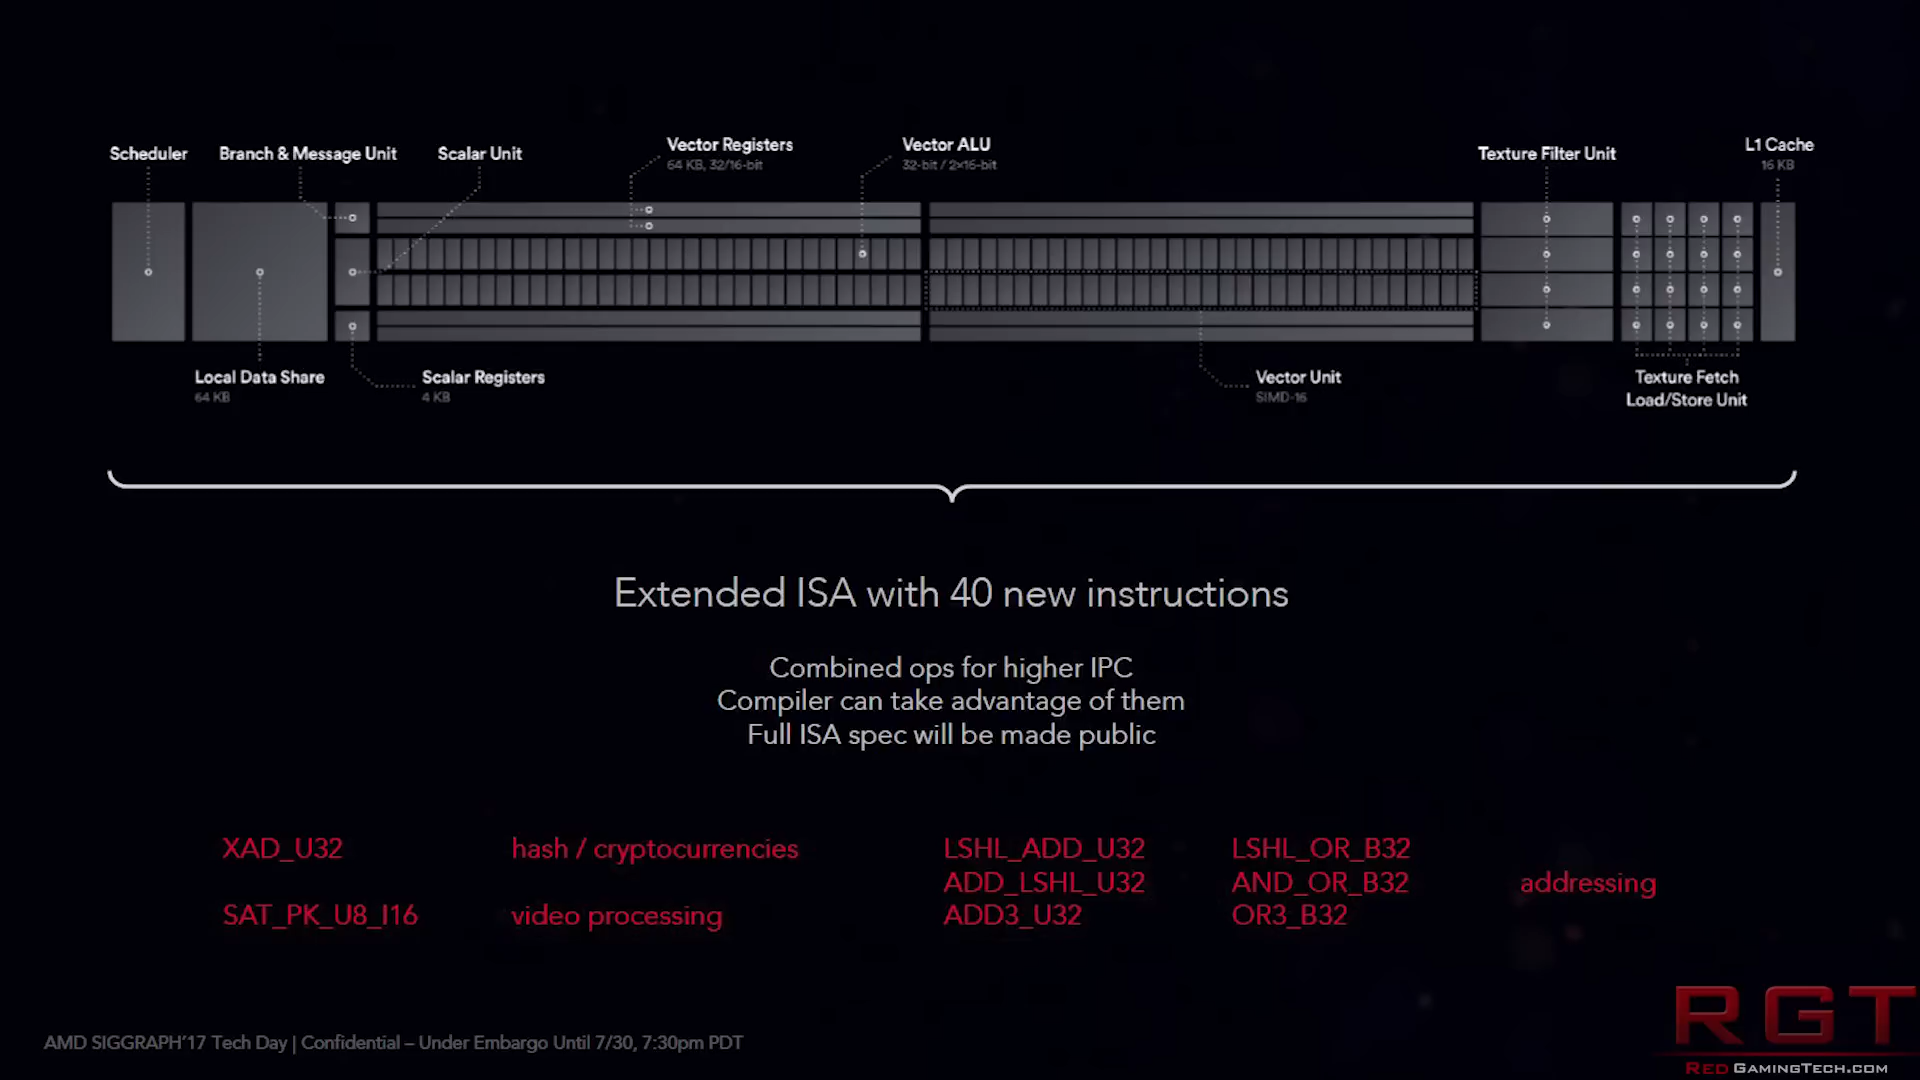 Scheduler
Branch & Message Unit
Scalar Unit
Vector Registers
64 KB, 32/16-bit
Vector ALU
32-bit / 2x16-bit
Texture Filter Unit
L1 Cache
16 KB
Local Data Share
64 KB
Scalar Registers
4 KB
Vector Unit
SIMD-16
Texture Fetch
Load/Store Unit
Extended ISA with 40 new instructions
Combined ops for higher IPC
Compiler can take advantage of them
Full ISA spec will be made public
XAD_U32 hash / cryptocurrencies
SAT_PK_U8_I16 video processing
LSHL_ADD_U32 LSHL_OR_B32
ADD_LSHL_U32 AND_OR_B32 addressing
ADD3_U32 OR3_B32
AMD SIGGRAPH'17 Tech Day | Confidential – Under Embargo Until 7/30, 7:30pm PDT
RGT
REDGAMINGTECH.COM